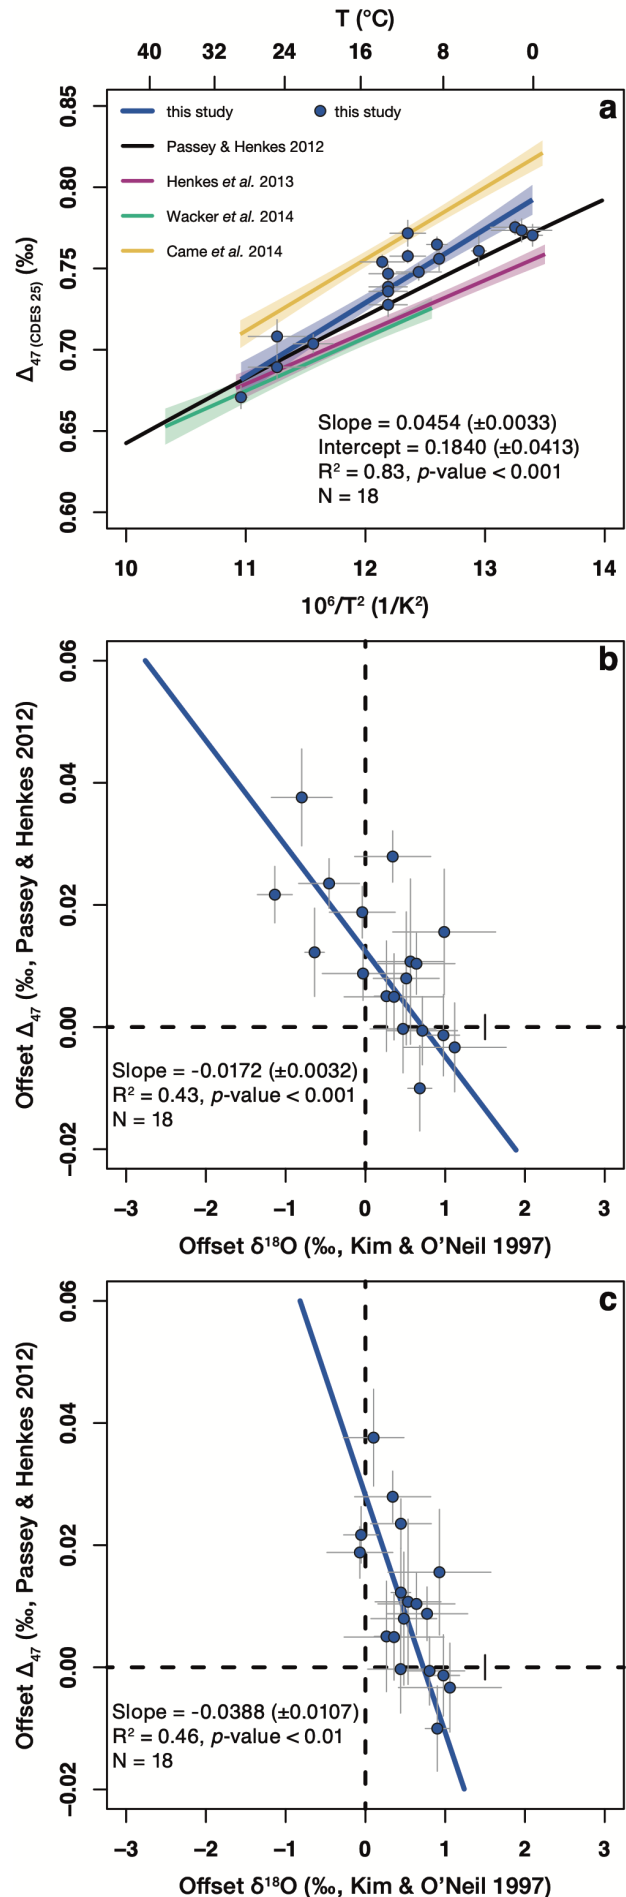 T (°C)
40 32 24 16 8 0
a
this study this study
Passey & Henkes 2012
Henkes et al. 2013
Wacker et al. 2014
Came et al. 2014
0.85
0.80
0.75
0.70
0.65
0.60
Δ47 (CDES 25) (‰)
Slope = 0.0454 (±0.0033)
Intercept = 0.1840 (±0.0413)
R² = 0.83, p-value < 0.001
N = 18
10 11 12 13 14
10⁶/T² (1/K²)
b
0.06
0.04
0.02
0.00
−0.02
Offset Δ47 (‰, Passey & Henkes 2012)
Slope = -0.0172 (±0.0032)
R² = 0.43, p-value < 0.001
N = 18
−3 −2 −1 0 1 2 3
Offset δ¹⁸O (‰, Kim & O'Neil 1997)
c
0.06
0.04
0.02
0.00
−0.02
Offset Δ47 (‰, Passey & Henkes 2012)
Slope = -0.0388 (±0.0107)
R² = 0.46, p-value < 0.01
N = 18
−3 −2 −1 0 1 2 3
Offset δ¹⁸O (‰, Kim & O'Neil 1997)